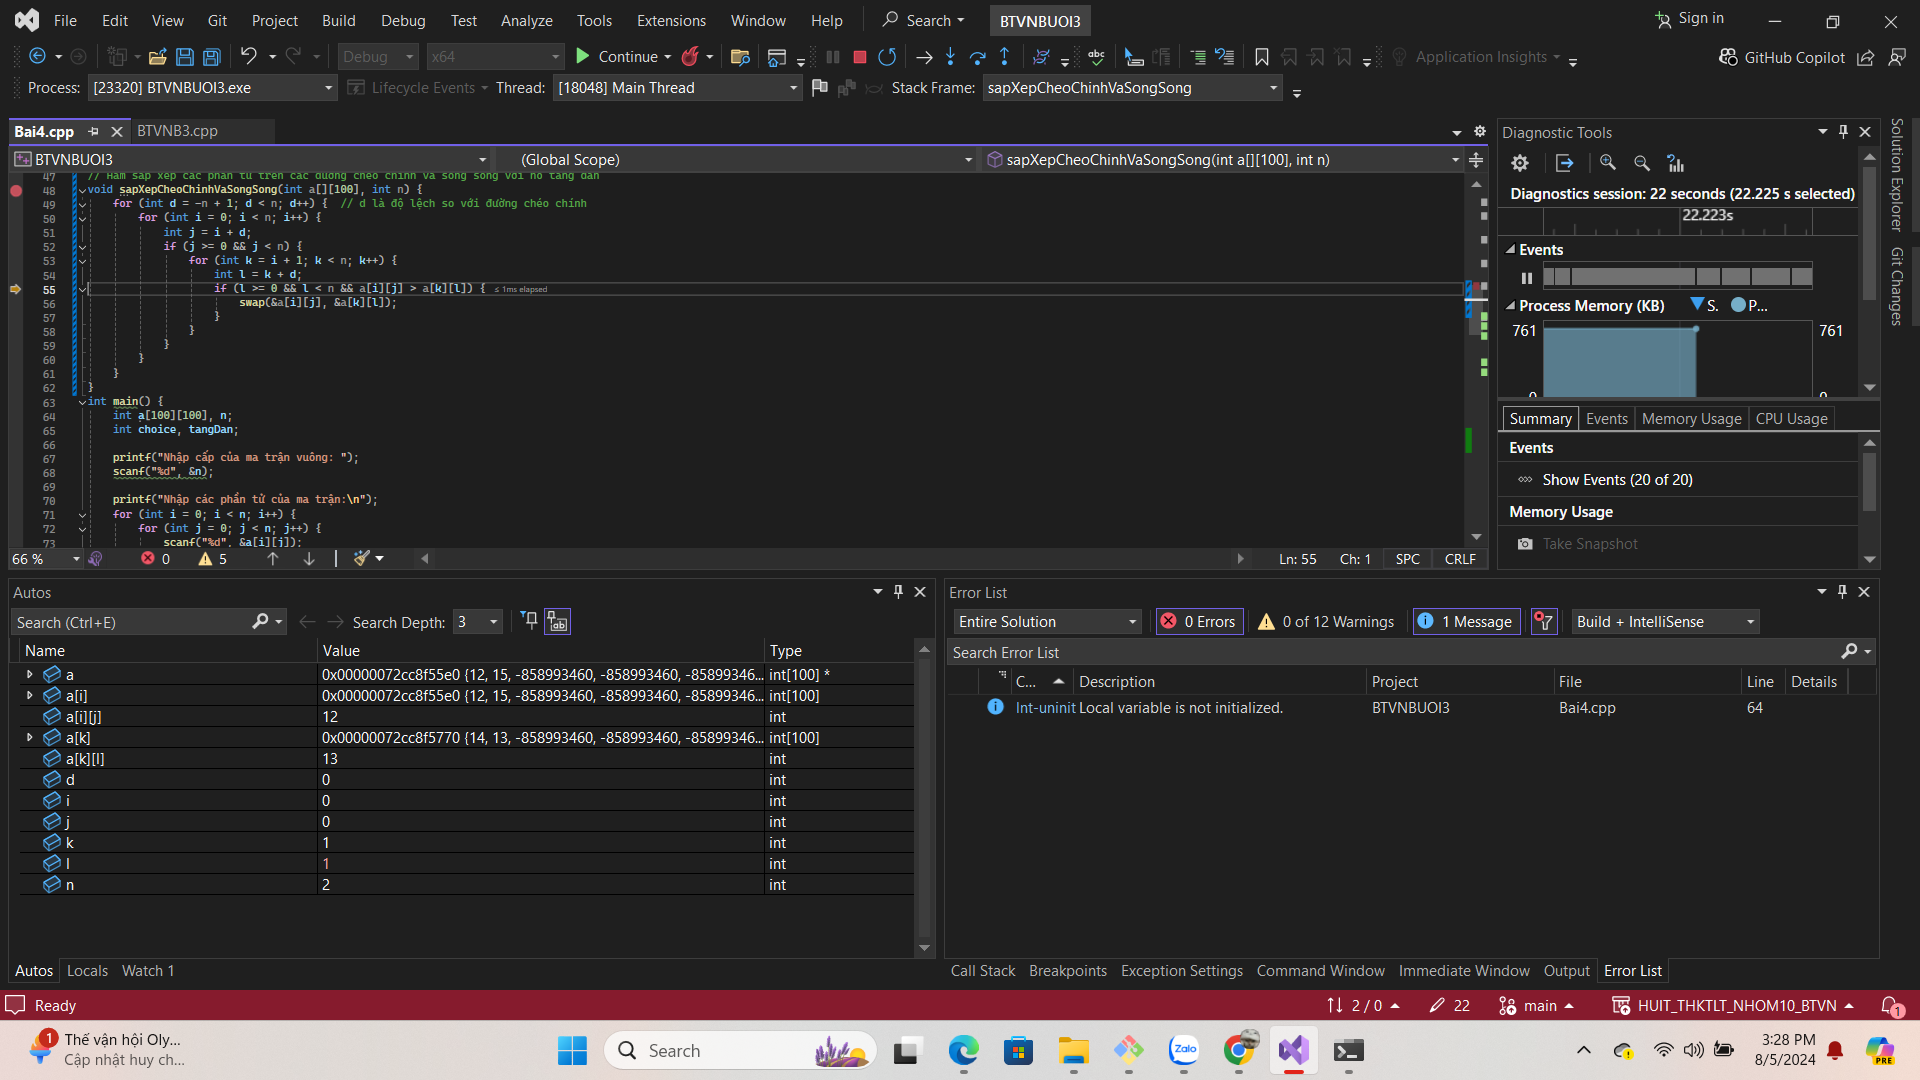 File Edit View Git Project Build Debug Test Analyze Tools Extensions Window Help Search BTVNBUOI3 Sign in
Debug x64 Continue Application Insights GitHub Copilot
Process: [23320] BTVNBUOI3.exe Lifecycle Events Thread: [18048] Main Thread Stack Frame: sapXepCheoChinhVaSongSong
Bai4.cpp BTVNB3.cpp
BTVNBUOI3 (Global Scope) sapXepCheoChinhVaSongSong(int a[][100], int n)
47 // Hàm sắp xếp các phần tử trên các đường chéo chính và song song với nó tăng dần
48 void sapXepCheoChinhVaSongSong(int a[][100], int n) {
49 for (int d = -n + 1; d < n; d++) { // d là độ lệch so với đường chéo chính
50 for (int i = 0; i < n; i++) {
51 int j = i + d;
52 if (j >= 0 && j < n) {
53 for (int k = i + 1; k < n; k++) {
54 int l = k + d;
55 if (l >= 0 && l < n && a[i][j] > a[k][l]) { ≤ 1ms elapsed
56 swap(&a[i][j], &a[k][l]);
57 }
58 }
59 }
60 }
61 }
62 }
63 int main() {
64 int a[100][100], n;
65 int choice, tangDan;
66
67 printf("Nhập cấp của ma trận vuông: ");
68 scanf("%d", &n);
69
70 printf("Nhập các phần tử của ma trận:\n");
71 for (int i = 0; i < n; i++) {
72 for (int j = 0; j < n; j++) {
73 scanf("%d", &a[i][j]);
66 % 0 5 Ln: 55 Ch: 1 SPC CRLF
Diagnostic Tools
Diagnostics session: 22 seconds (22.225 s selected)
22.223s
Events
Process Memory (KB) S. P...
761 761
0 0
Summary Events Memory Usage CPU Usage
Events
Show Events (20 of 20)
Memory Usage
Take Snapshot
Solution Explorer
Git Changes
Autos
Search (Ctrl+E) Search Depth: 3
Name Value Type
a 0x00000072cc8f55e0 {12, 15, -858993460, -858993460, -85899346... int[100] *
a[i] 0x00000072cc8f55e0 {12, 15, -858993460, -858993460, -85899346... int[100]
a[i][j] 12 int
a[k] 0x00000072cc8f5770 {14, 13, -858993460, -858993460, -85899346... int[100]
a[k][l] 13 int
d 0 int
i 0 int
j 0 int
k 1 int
l 1 int
n 2 int
Autos Locals Watch 1
Error List
Entire Solution 0 Errors 0 of 12 Warnings 1 Message Build + IntelliSense
Search Error List
C... Description Project File Line Details
Int-uninit Local variable is not initialized. BTVNBUOI3 Bai4.cpp 64
Call Stack Breakpoints Exception Settings Command Window Immediate Window Output Error List
Ready 2 / 0 22 main HUIT_THKTLT_NHOM10_BTVN 1
1 Thế vận hội Oly...
Cập nhật huy ch...
Search
Zalo
3:28 PM
8/5/2024
PRE